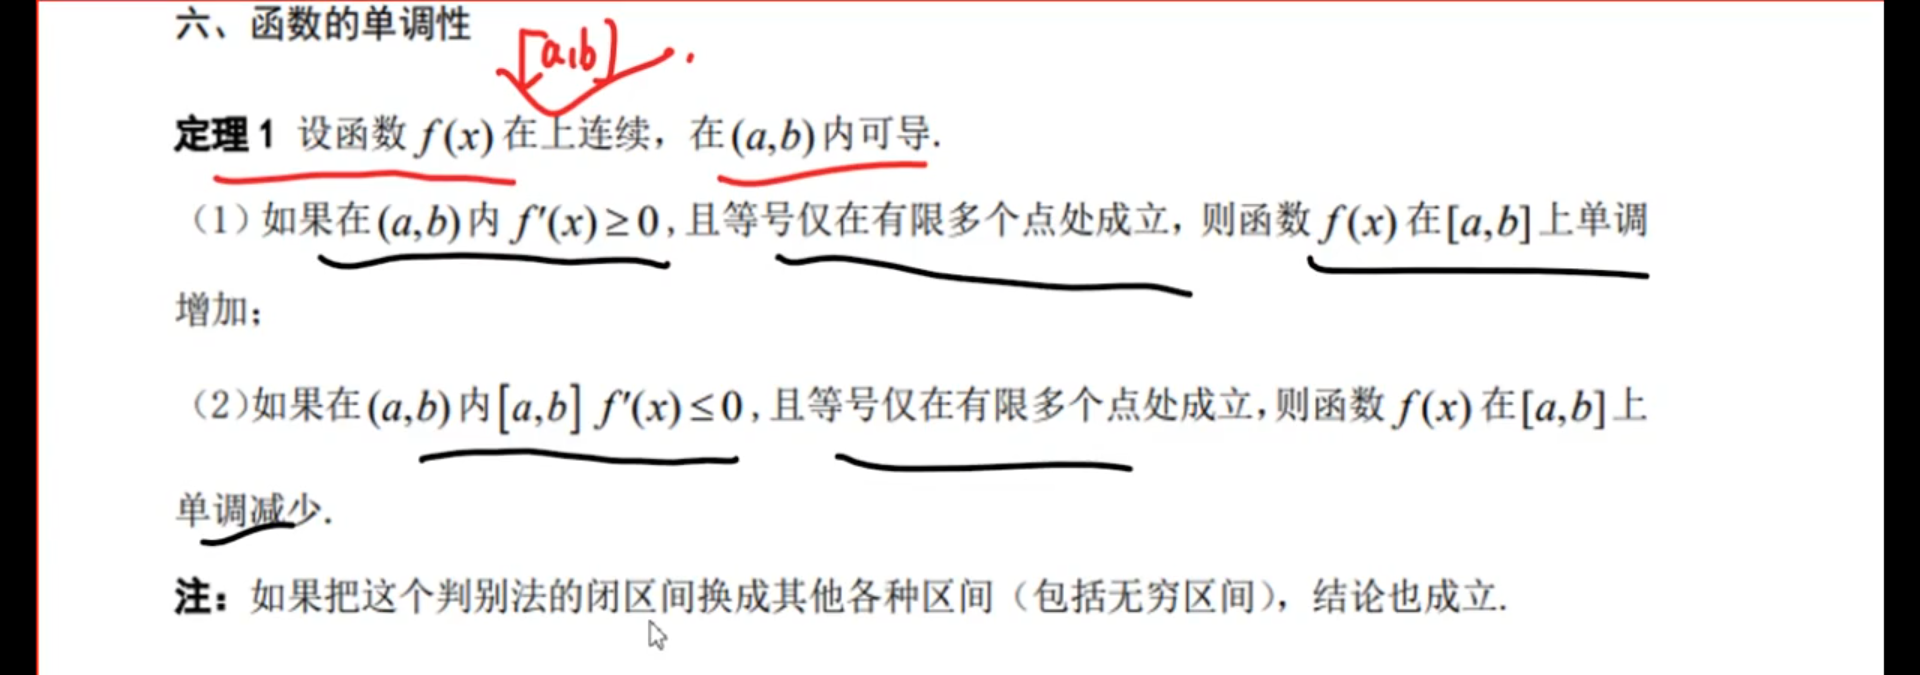 六、函数的单调性
[a,b]
定理1 设函数 f(x) 在上连续，在(a,b)内可导.
（1）如果在(a,b)内 f′(x)≥0,且等号仅在有限多个点处成立，则函数 f(x)在[a,b]上单调
增加；
（2）如果在(a,b)内[a,b] f′(x)≤0,且等号仅在有限多个点处成立,则函数 f(x)在[a,b]上
单调减少.
注：如果把这个判别法的闭区间换成其他各种区间（包括无穷区间），结论也成立.